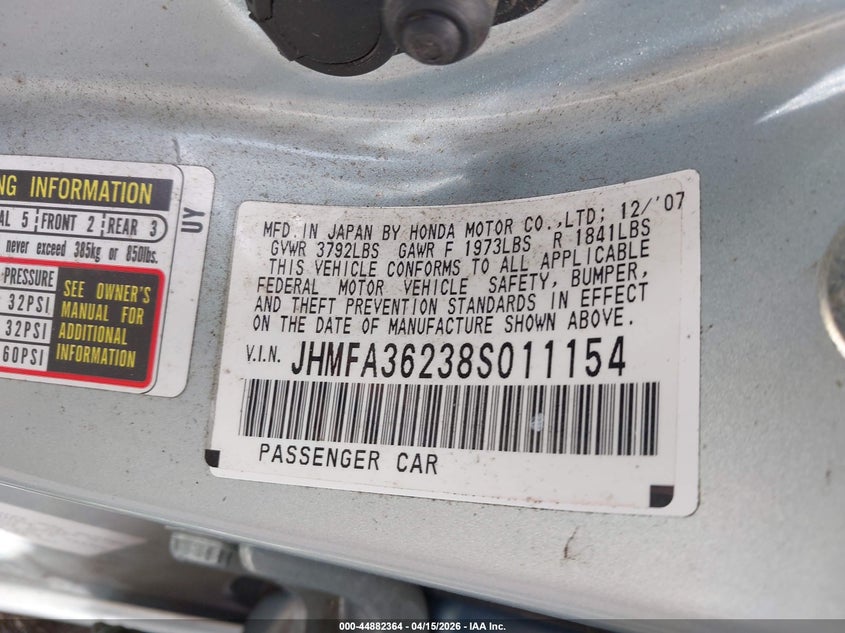 NG INFORMATION
AL 5 FRONT 2 REAR 3
never exceed 385kg or 850lbs.
PRESSURE
32PSI
32PSI
60PSI
SEE OWNER'S
MANUAL FOR
ADDITIONAL
INFORMATION
UY
MFD. IN JAPAN BY HONDA MOTOR CO.,LTD; 12/'07
GVWR 3792LBS GAWR F 1973LBS R 1841LBS
THIS VEHICLE CONFORMS TO ALL APPLICABLE
FEDERAL MOTOR VEHICLE SAFETY, BUMPER,
AND THEFT PREVENTION STANDARDS IN EFFECT
ON THE DATE OF MANUFACTURE SHOWN ABOVE.
V.I.N. JHMFA36238S011154
PASSENGER CAR
000-44882364 - 04/15/2026 - IAA Inc.